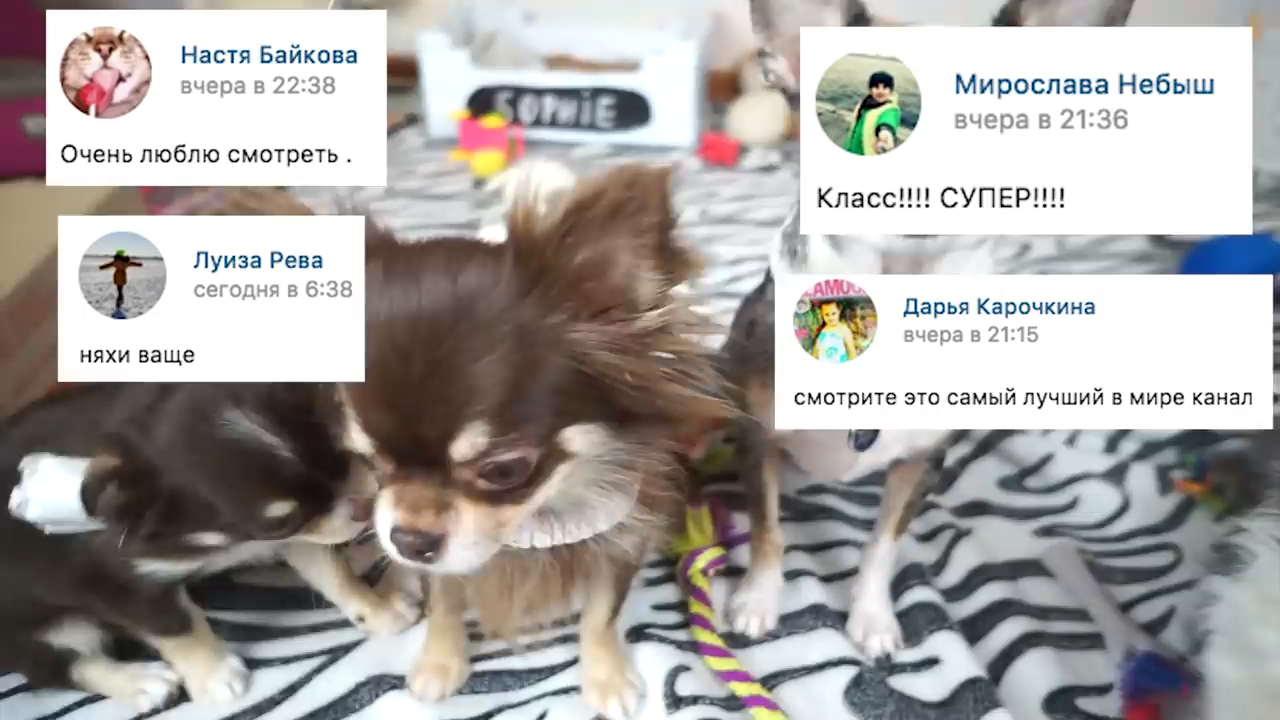 Настя Байкова
вчера в 22:38
Очень люблю смотреть .
Луиза Рева
сегодня в 6:38
няхи ваще
SOPHIE
Мирослава Небыш
вчера в 21:36
Класс!!!! СУПЕР!!!!
GLAMOUR
Дарья Карочкина
вчера в 21:15
смотрите это самый лучший в мире канал